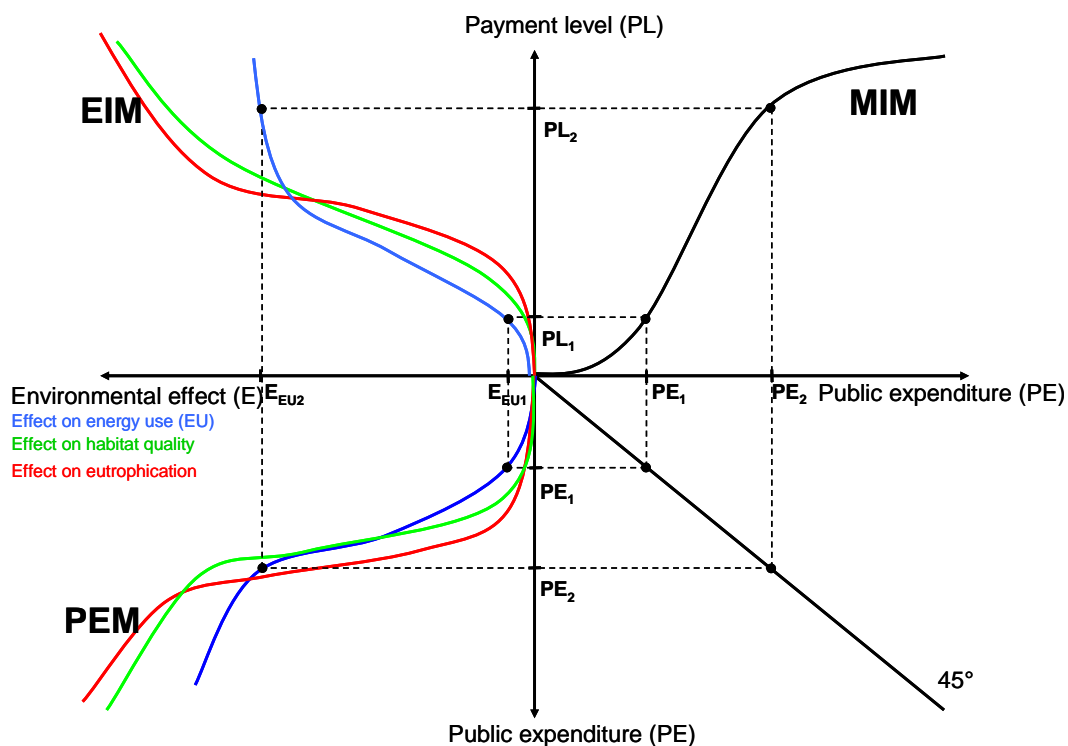 Payment level (PL)
EIM
MIM
PL2
PL1
Environmental effect (E)
EEU2
EEU1
PE1
PE2
Public expenditure (PE)
Effect on energy use (EU)
Effect on habitat quality
Effect on eutrophication
PE1
PE2
PEM
45°
Public expenditure (PE)